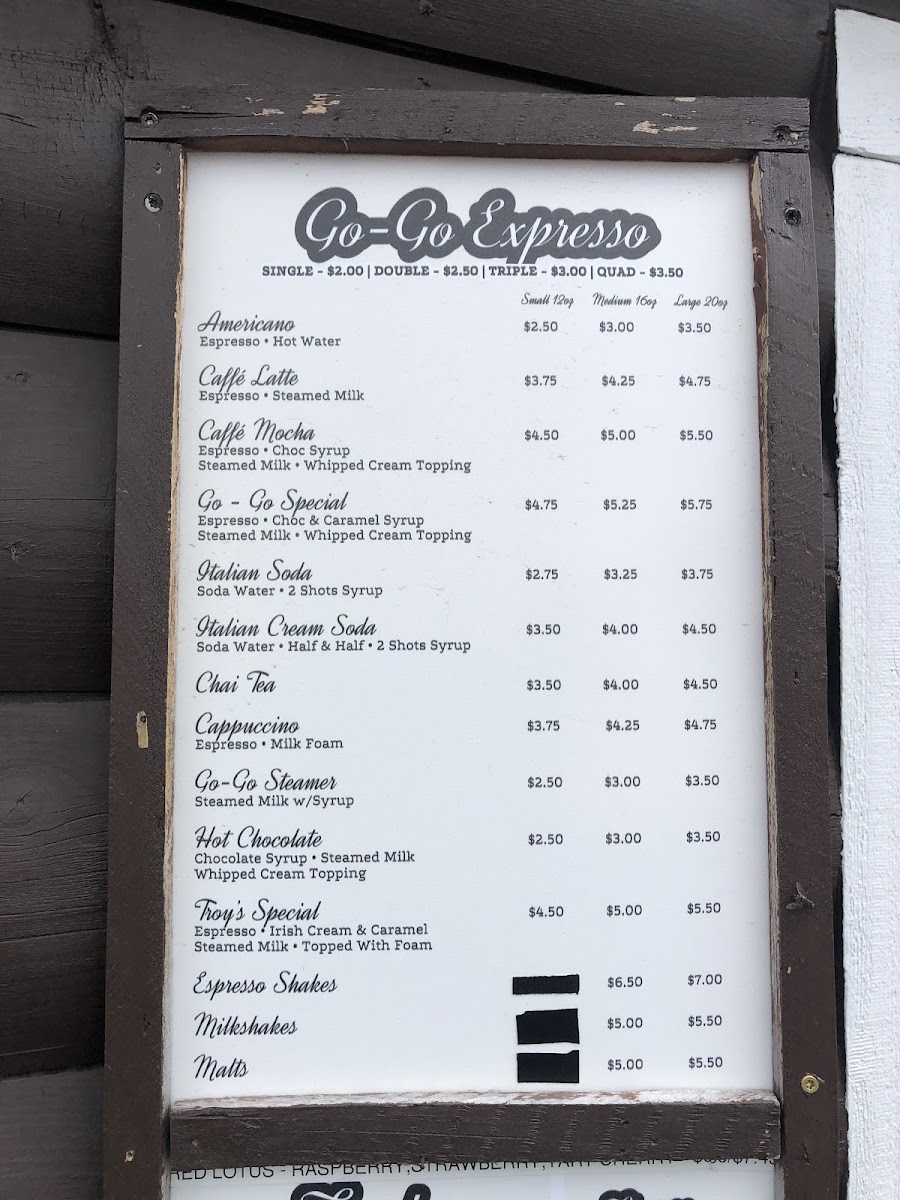 Go-Go Expresso
SINGLE - $2.00 | DOUBLE - $2.50 | TRIPLE - $3.00 | QUAD - $3.50
Small 12oz Medium 16oz Large 20oz
Americano $2.50 $3.00 $3.50
Espresso • Hot Water
Caffé Latte $3.75 $4.25 $4.75
Espresso • Steamed Milk
Caffé Mocha $4.50 $5.00 $5.50
Espresso • Choc Syrup
Steamed Milk • Whipped Cream Topping
Go - Go Special $4.75 $5.25 $5.75
Espresso • Choc & Caramel Syrup
Steamed Milk • Whipped Cream Topping
Italian Soda $2.75 $3.25 $3.75
Soda Water • 2 Shots Syrup
Italian Cream Soda $3.50 $4.00 $4.50
Soda Water • Half & Half • 2 Shots Syrup
Chai Tea $3.50 $4.00 $4.50
Cappuccino $3.75 $4.25 $4.75
Espresso • Milk Foam
Go-Go Steamer $2.50 $3.00 $3.50
Steamed Milk w/Syrup
Hot Chocolate $2.50 $3.00 $3.50
Chocolate Syrup • Steamed Milk
Whipped Cream Topping
Troy's Special $4.50 $5.00 $5.50
Espresso • Irish Cream & Caramel
Steamed Milk • Topped With Foam
Espresso Shakes $6.50 $7.00
Milkshakes $5.00 $5.50
Malts $5.00 $5.50
RED LOTUS - RASPBERRY, STRAWBERRY, TART CHERRY